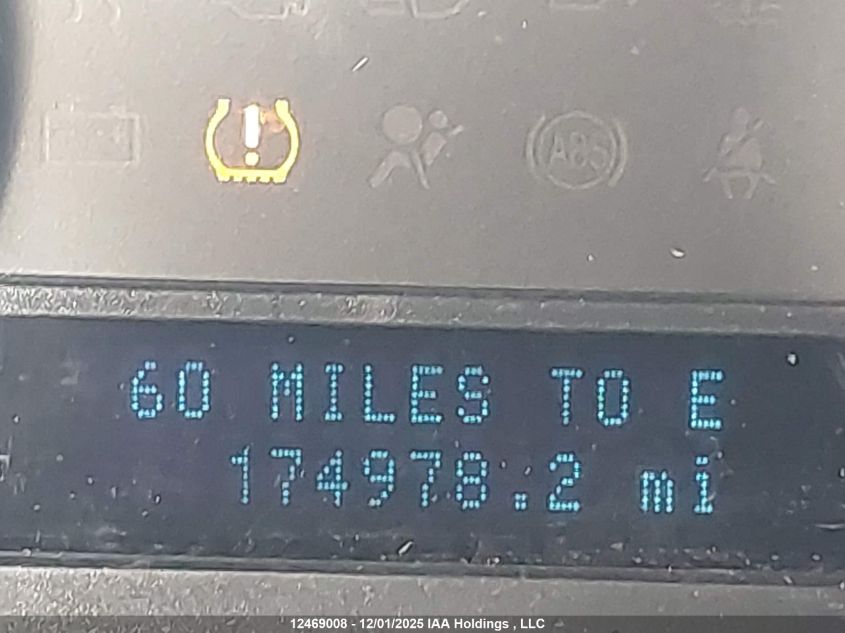 ABS
60 MILES TO E
174978.2 mi
12469008 - 12/01/2025 IAA Holdings , LLC